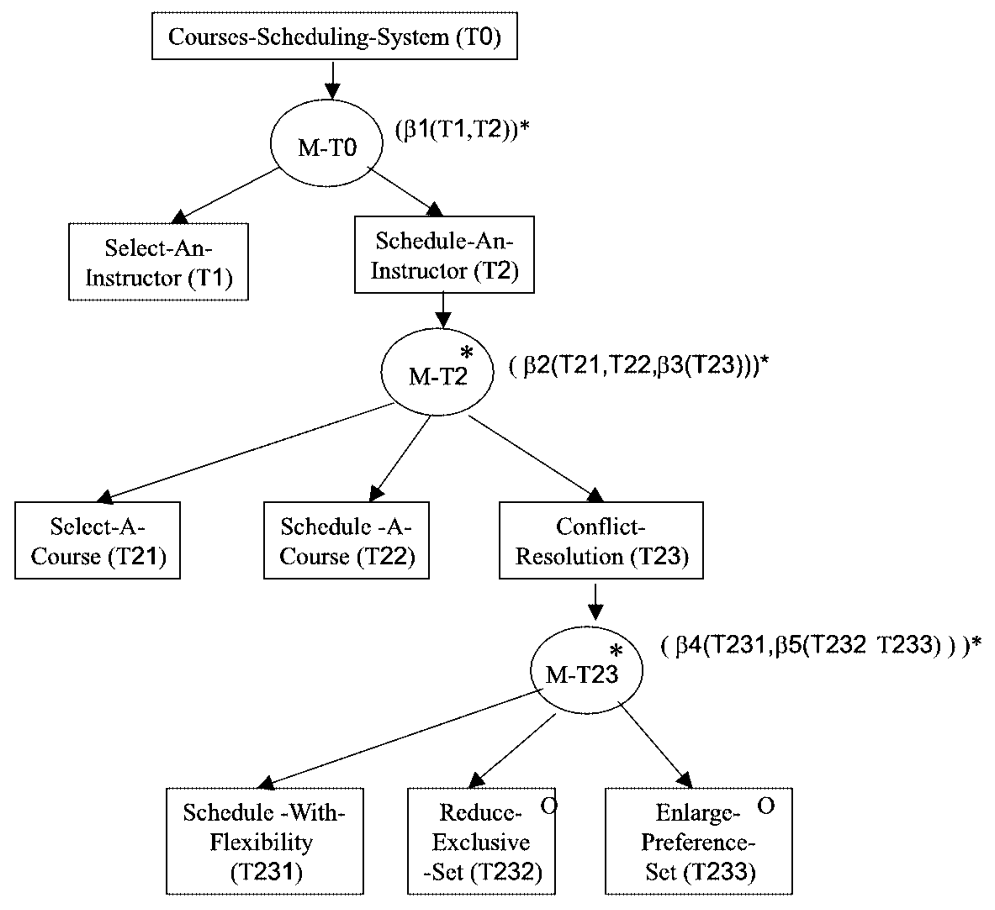 Courses-Scheduling-System (T0)
M-T0
(β1(T1,T2))*
Select-An-
Instructor (T1)
Schedule-An-
Instructor (T2)
*
M-T2
( β2(T21,T22,β3(T23)))*
Select-A-
Course (T21)
Schedule -A-
Course (T22)
Conflict-
Resolution (T23)
*
M-T23
( β4(T231,β5(T232 T233) ) )*
Schedule -With-
Flexibility
(T231)
O
Reduce-
Exclusive
-Set (T232)
O
Enlarge-
Preference-
Set (T233)